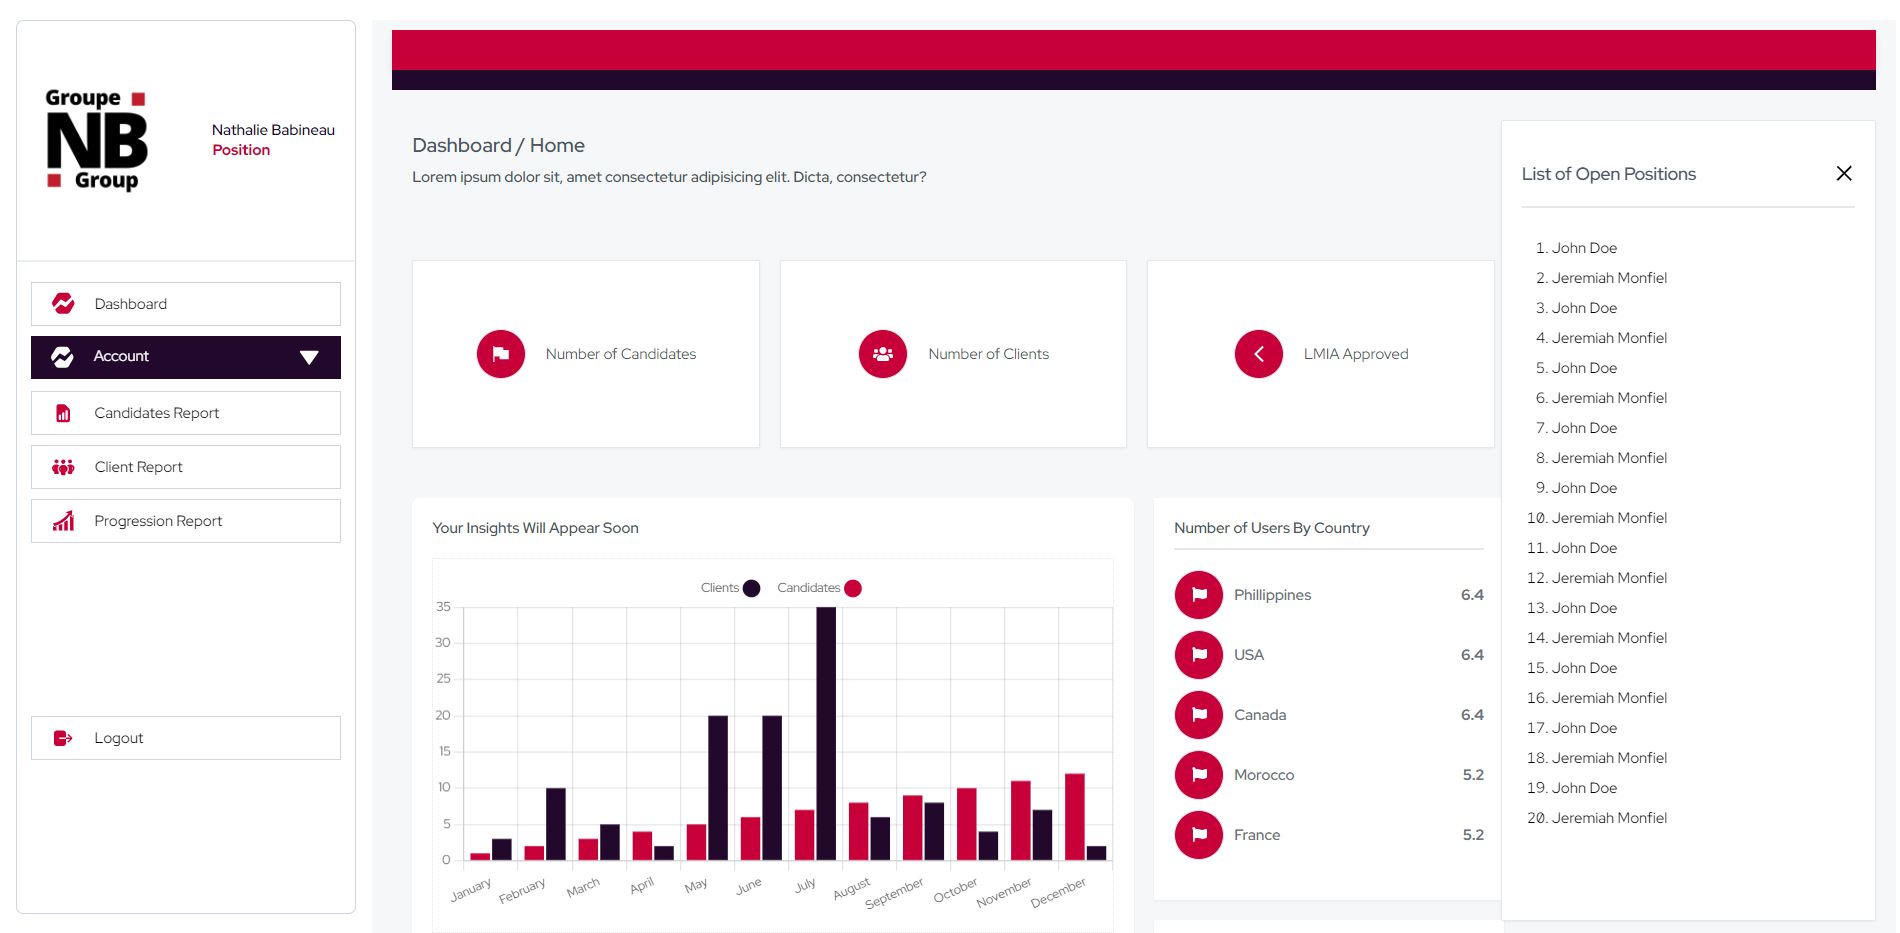 Groupe
NB
Group
Nathalie Babineau
Position
Dashboard
Account
Candidates Report
Client Report
Progression Report
Logout
Dashboard / Home
Lorem ipsum dolor sit, amet consectetur adipisicing elit. Dicta, consectetur?
Number of Candidates
Number of Clients
LMIA Approved
Your Insights Will Appear Soon
Clients
Candidates
35
30
25
20
15
10
5
0
January
February
March
April
May
June
July
August
September
October
November
December
Number of Users By Country
Phillippines 6.4
USA 6.4
Canada 6.4
Morocco 5.2
France 5.2
List of Open Positions
1. John Doe
2. Jeremiah Monfiel
3. John Doe
4. Jeremiah Monfiel
5. John Doe
6. Jeremiah Monfiel
7. John Doe
8. Jeremiah Monfiel
9. John Doe
10. Jeremiah Monfiel
11. John Doe
12. Jeremiah Monfiel
13. John Doe
14. Jeremiah Monfiel
15. John Doe
16. Jeremiah Monfiel
17. John Doe
18. Jeremiah Monfiel
19. John Doe
20. Jeremiah Monfiel